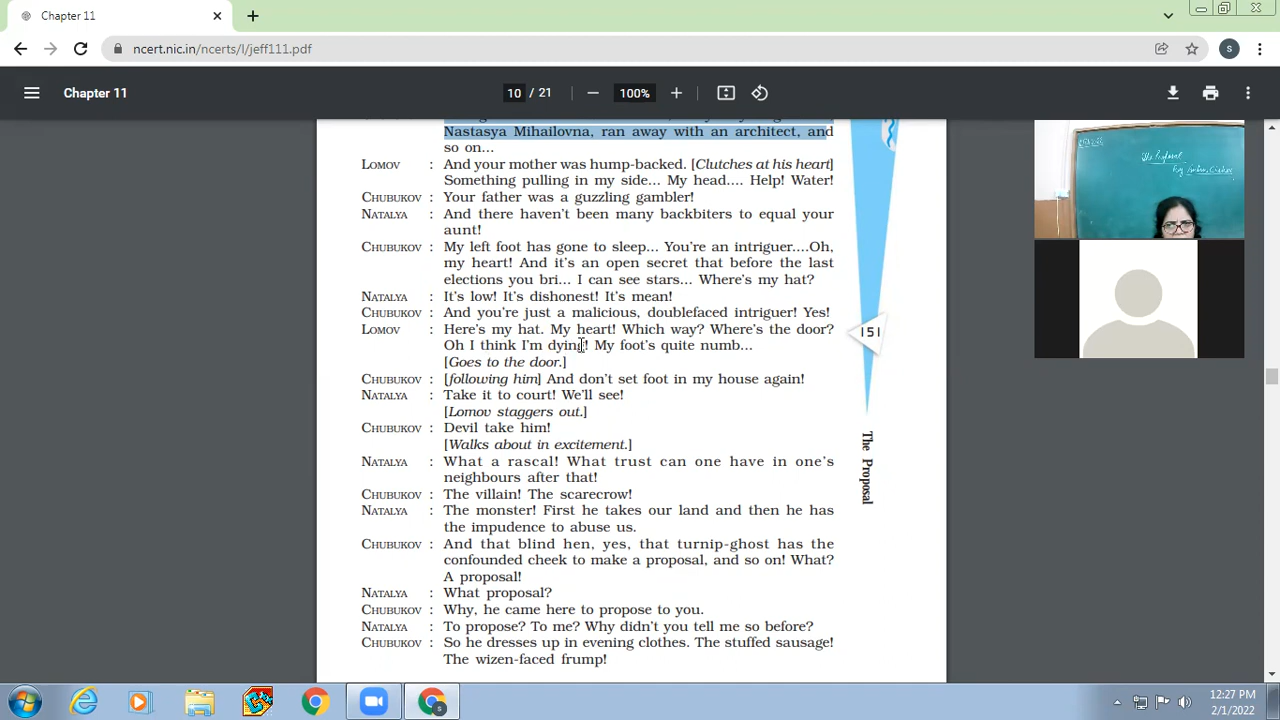 Chapter 11
ncert.nic.in/ncerts/l/jeff111.pdf
S
Chapter 11
10 / 21
100%
Nastasya Mihailovna, ran away with an architect, and
so on...
LOMOV : And your mother was hump-backed. [Clutches at his heart]
Something pulling in my side... My head.... Help! Water!
CHUBUKOV : Your father was a guzzling gambler!
NATALYA : And there haven't been many backbiters to equal your
aunt!
CHUBUKOV : My left foot has gone to sleep... You're an intriguer....Oh,
my heart! And it's an open secret that before the last
elections you bri... I can see stars... Where's my hat?
NATALYA : It's low! It's dishonest! It's mean!
CHUBUKOV : And you're just a malicious, doublefaced intriguer! Yes!
LOMOV : Here's my hat. My heart! Which way? Where's the door?
Oh I think I'm dying! My foot's quite numb...
[Goes to the door.]
CHUBUKOV : [following him] And don't set foot in my house again!
NATALYA : Take it to court! We'll see!
[Lomov staggers out.]
CHUBUKOV : Devil take him!
[Walks about in excitement.]
NATALYA : What a rascal! What trust can one have in one's
neighbours after that!
CHUBUKOV : The villain! The scarecrow!
NATALYA : The monster! First he takes our land and then he has
the impudence to abuse us.
CHUBUKOV : And that blind hen, yes, that turnip-ghost has the
confounded cheek to make a proposal, and so on! What?
A proposal!
NATALYA : What proposal?
CHUBUKOV : Why, he came here to propose to you.
NATALYA : To propose? To me? Why didn't you tell me so before?
CHUBUKOV : So he dresses up in evening clothes. The stuffed sausage!
The wizen-faced frump!
151
The Proposal
The Proposal
By
12:27 PM
2/1/2022